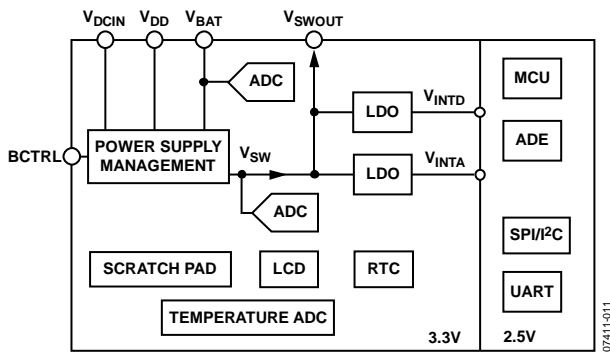 VDCIN VDD VBAT VSWOUT
ADC
MCU
LDO VINTD
ADE
BCTRL POWER SUPPLY
MANAGEMENT
VSW
LDO VINTA
ADC
SPI/I2C
SCRATCH PAD LCD RTC
UART
TEMPERATURE ADC
3.3V 2.5V
07411-011